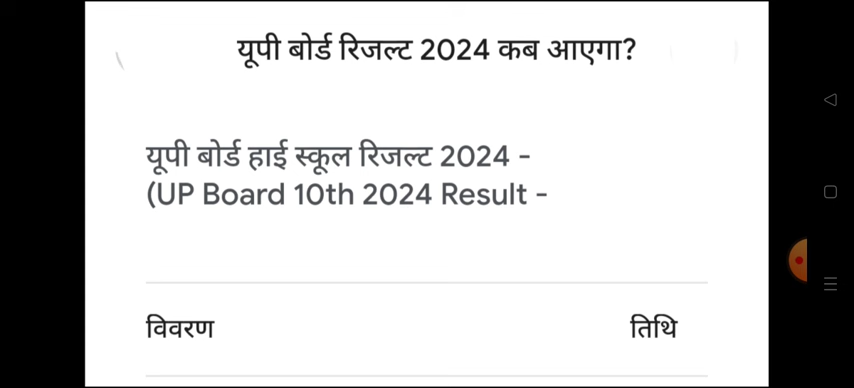 यूपी बोर्ड रिजल्ट 2024 कब आएगा?
यूपी बोर्ड हाई स्कूल रिजल्ट 2024 -
(UP Board 10th 2024 Result -
विवरण तिथि